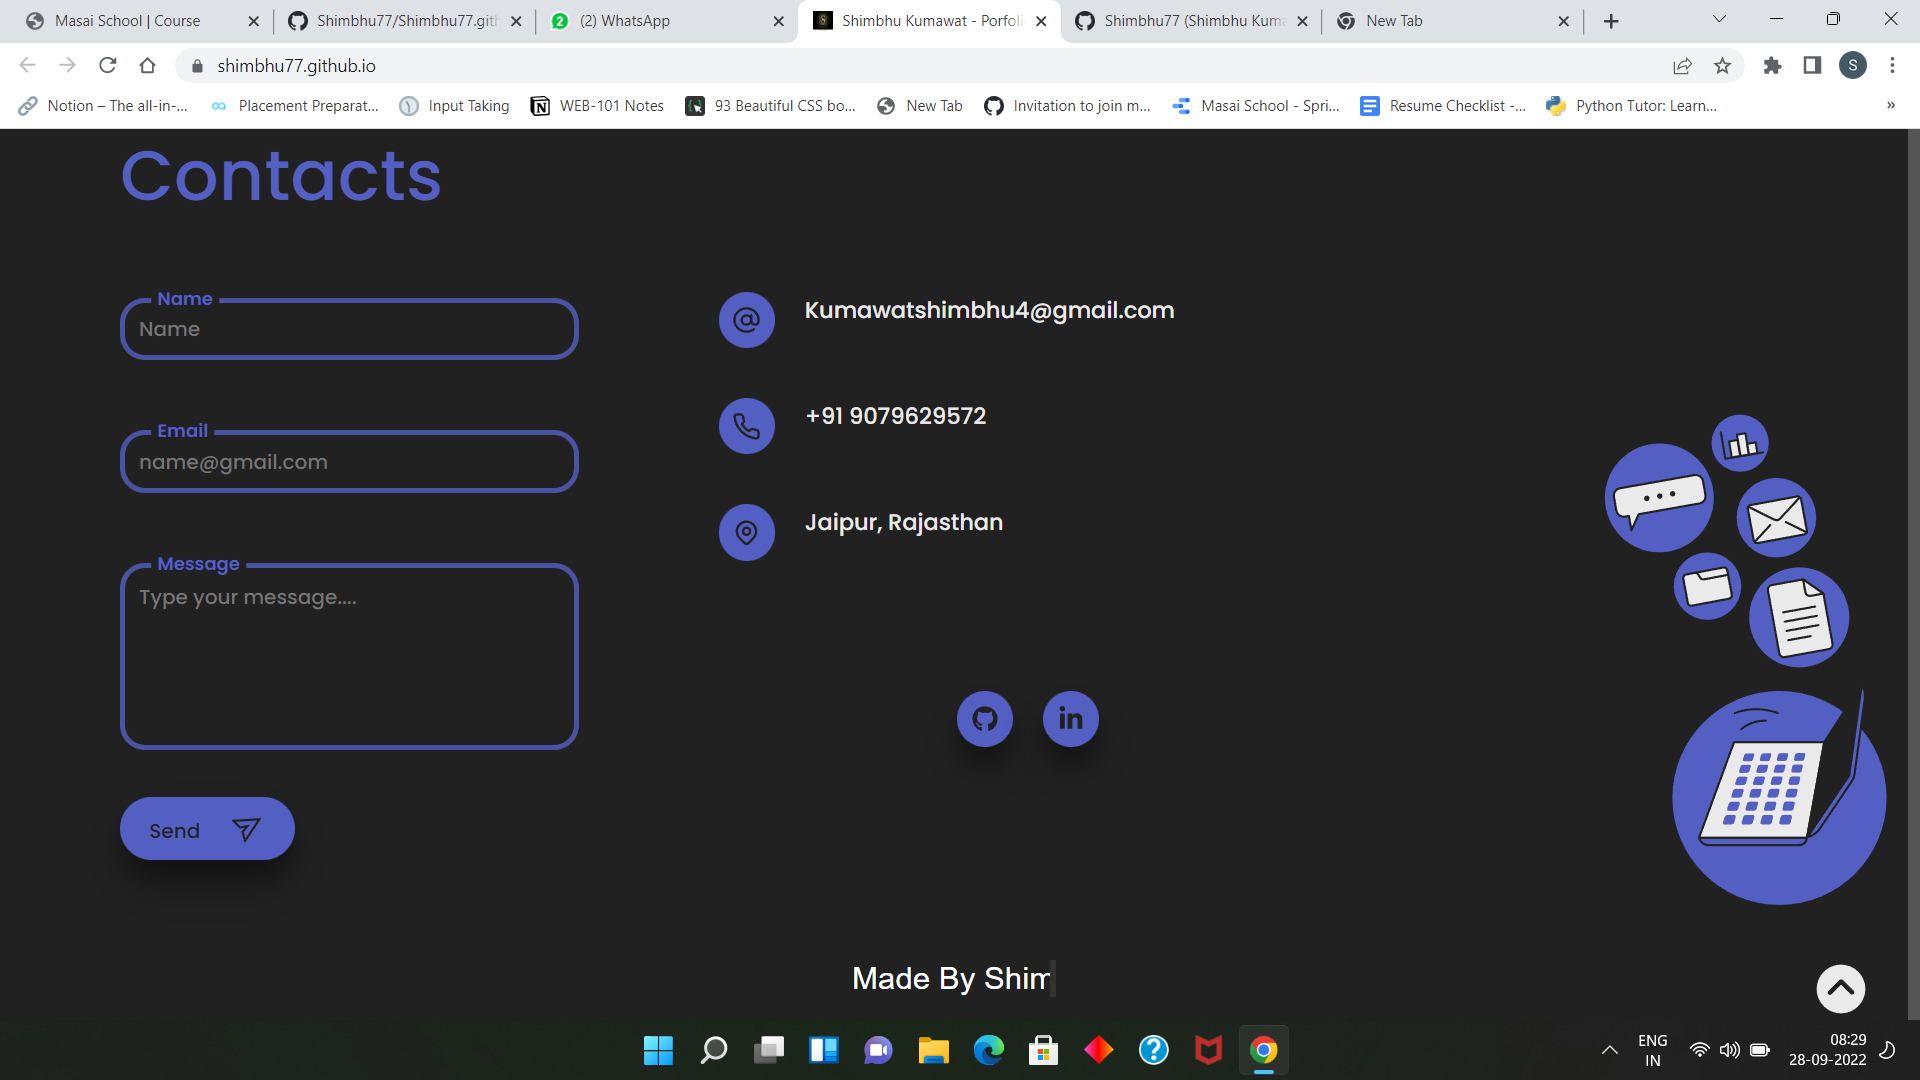 Masai School | Course
Shimbhu77/Shimbhu77.gith
(2) WhatsApp
Shimbhu Kumawat - Porfoli
Shimbhu77 (Shimbhu Kuma
New Tab
shimbhu77.github.io
S
Notion – The all-in-...
Placement Preparat...
Input Taking
WEB-101 Notes
93 Beautiful CSS bo...
New Tab
Invitation to join m...
Masai School - Spri...
Resume Checklist -...
Python Tutor: Learn...
»
Contacts
Name
Name
Email
name@gmail.com
Message
Type your message....
Send
Kumawatshimbhu4@gmail.com
+91 9079629572
Jaipur, Rajasthan
in
Made By Shim
ENG
IN
08:29
28-09-2022